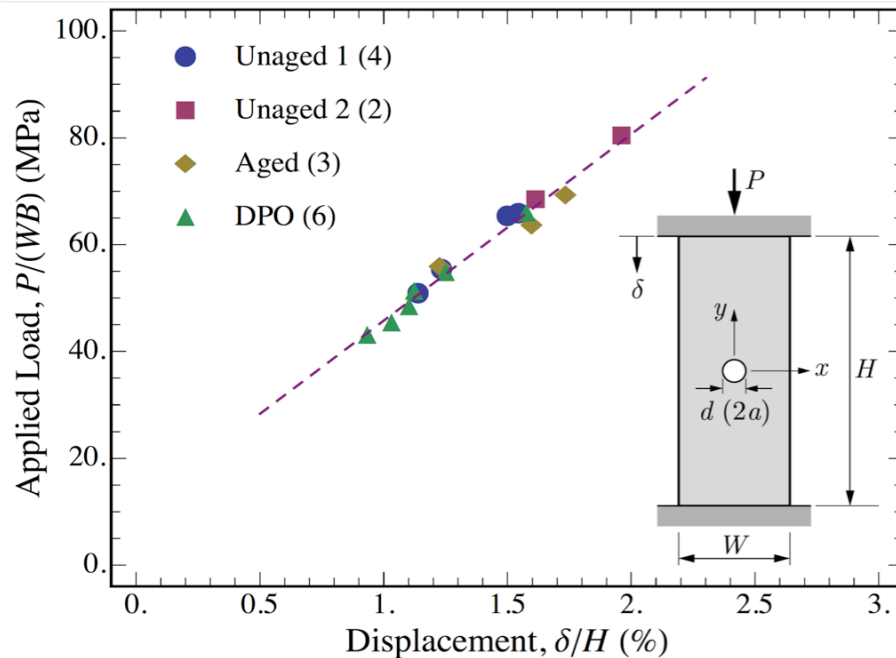 100.
80.
60.
40.
20.
0.
Applied Load, P/(WB) (MPa)
Unaged 1 (4)
Unaged 2 (2)
Aged (3)
DPO (6)
P
δ
y
x
H
d (2a)
W
0.
0.5
1.
1.5
2.
2.5
3.
Displacement, δ/H (%)